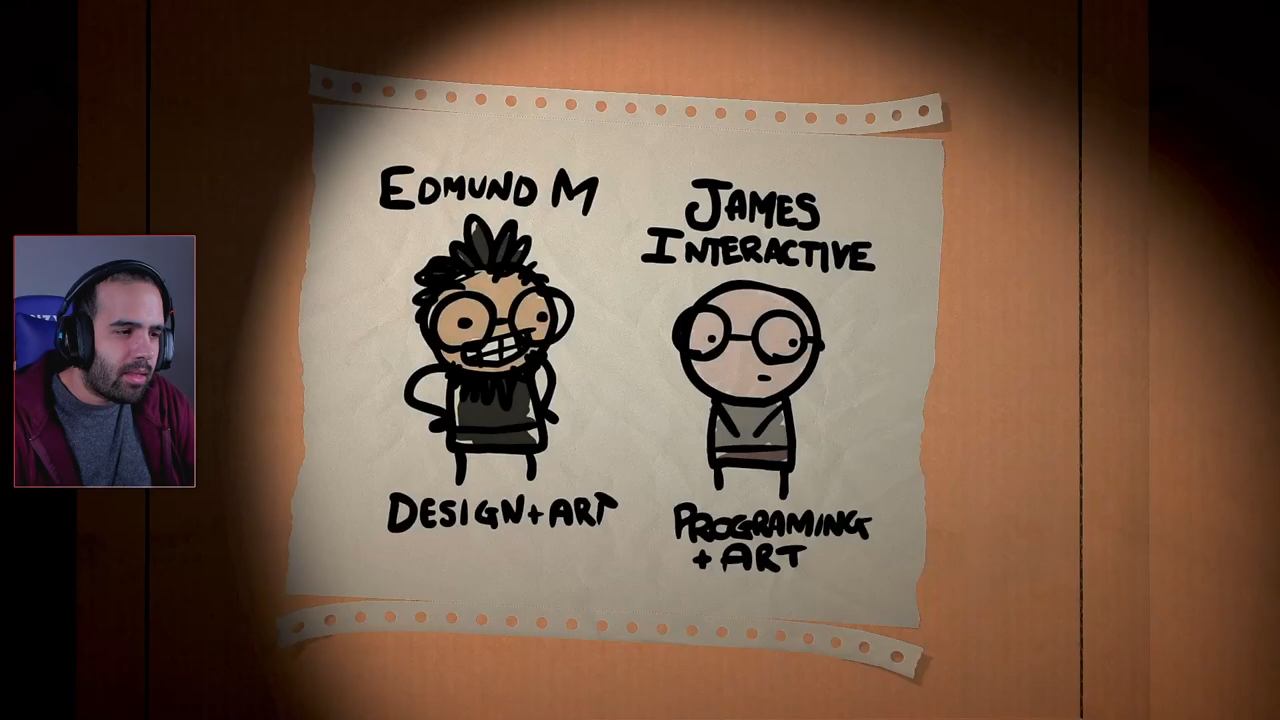 EDMUND M
JAMES
INTERACTIVE
DESIGN + ART
PROGRAMING
+ ART